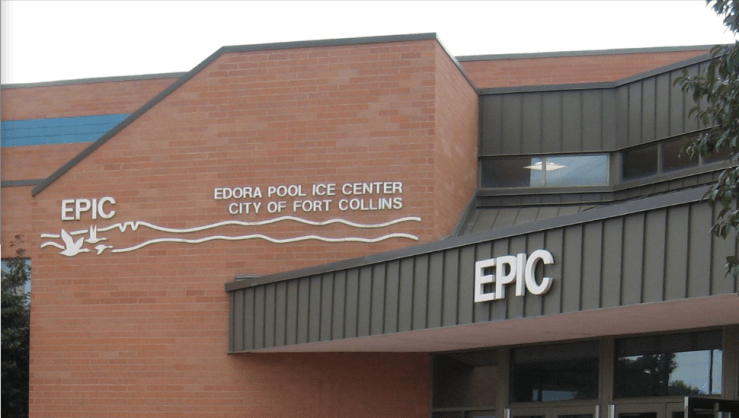 EPIC
EDORA POOL ICE CENTER
CITY OF FORT COLLINS
EPIC